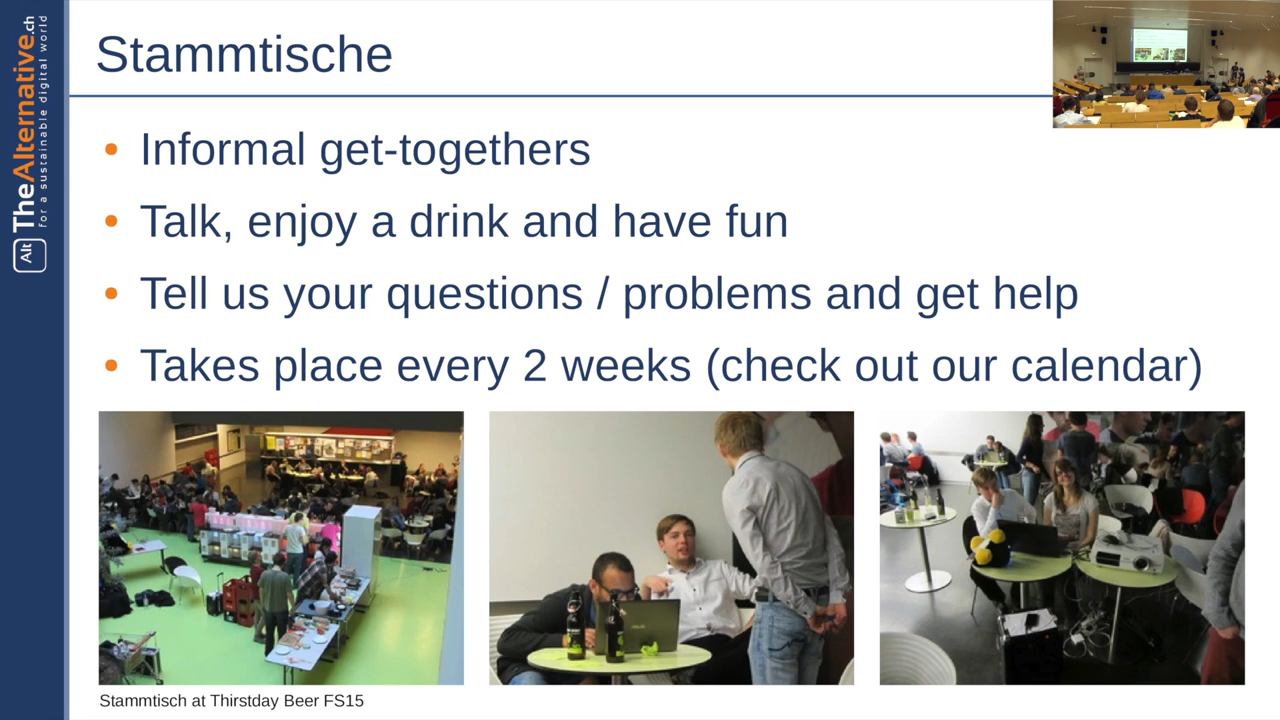 TheAlternative.ch
for a sustainable digital world
Alt
Stammtische
Informal get-togethers
Talk, enjoy a drink and have fun
Tell us your questions / problems and get help
Takes place every 2 weeks (check out our calendar)
ASUS
Stammtisch at Thirstday Beer FS15